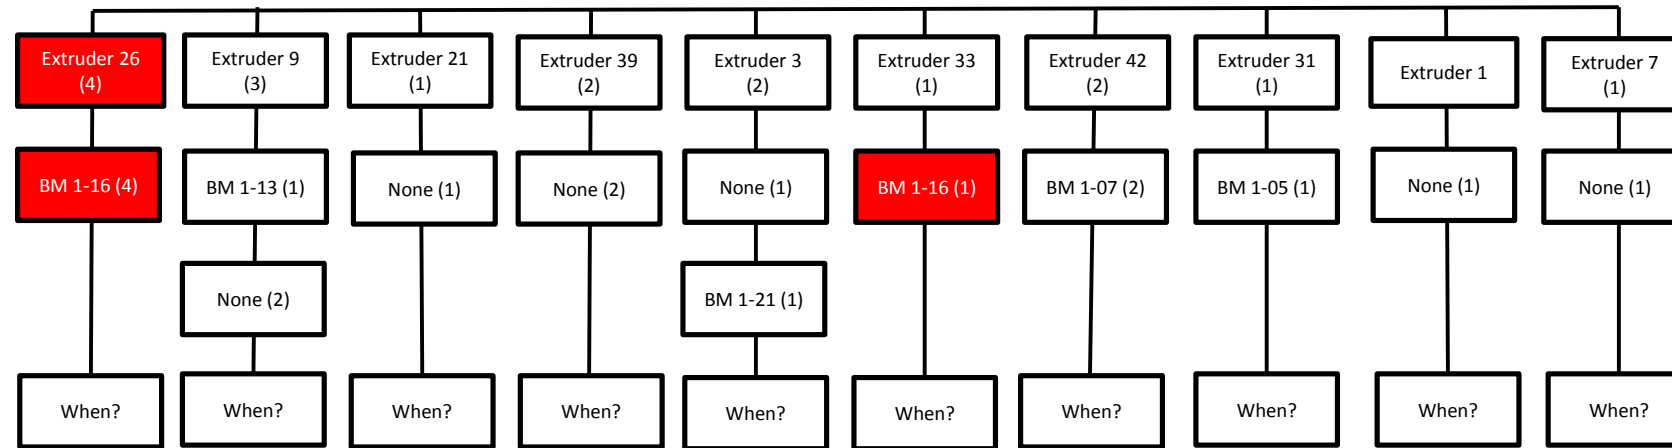 Extruder 26
(4)
Extruder 9
(3)
Extruder 21
(1)
Extruder 39
(2)
Extruder 3
(2)
Extruder 33
(1)
Extruder 42
(2)
Extruder 31
(1)
Extruder 1
Extruder 7
(1)
BM 1-16 (4)
BM 1-13 (1)
None (1)
None (2)
None (1)
BM 1-16 (1)
BM 1-07 (2)
BM 1-05 (1)
None (1)
None (1)
None (2)
BM 1-21 (1)
When?
When?
When?
When?
When?
When?
When?
When?
When?
When?